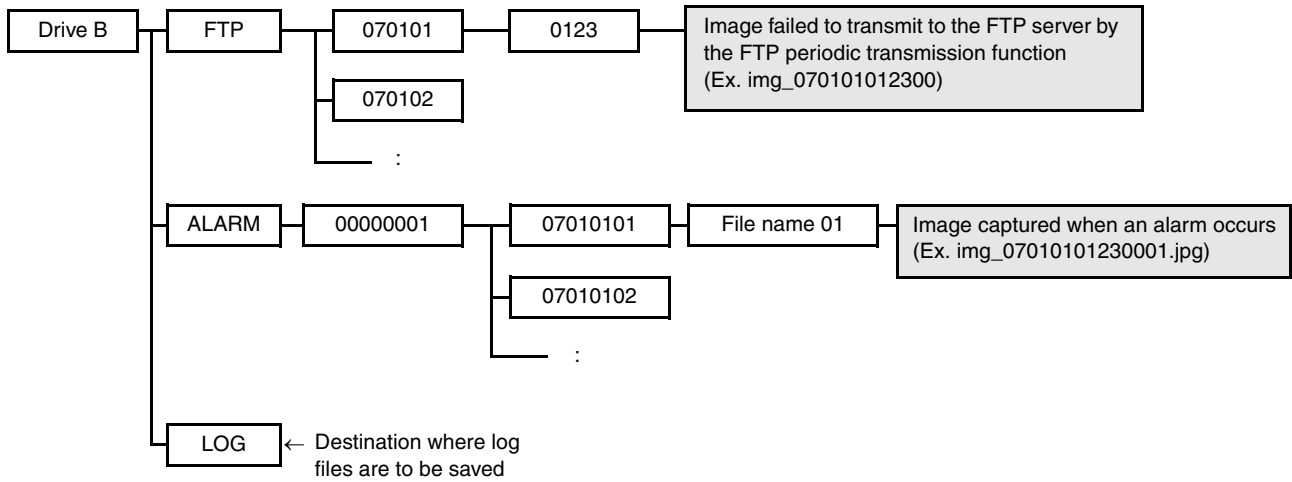 Drive B
FTP
070101
0123
Image failed to transmit to the FTP server by
the FTP periodic transmission function
(Ex. img_070101012300)
070102
:
ALARM
00000001
07010101
File name 01
Image captured when an alarm occurs
(Ex. img_07010101230001.jpg)
07010102
:
LOG
← Destination where log
files are to be saved